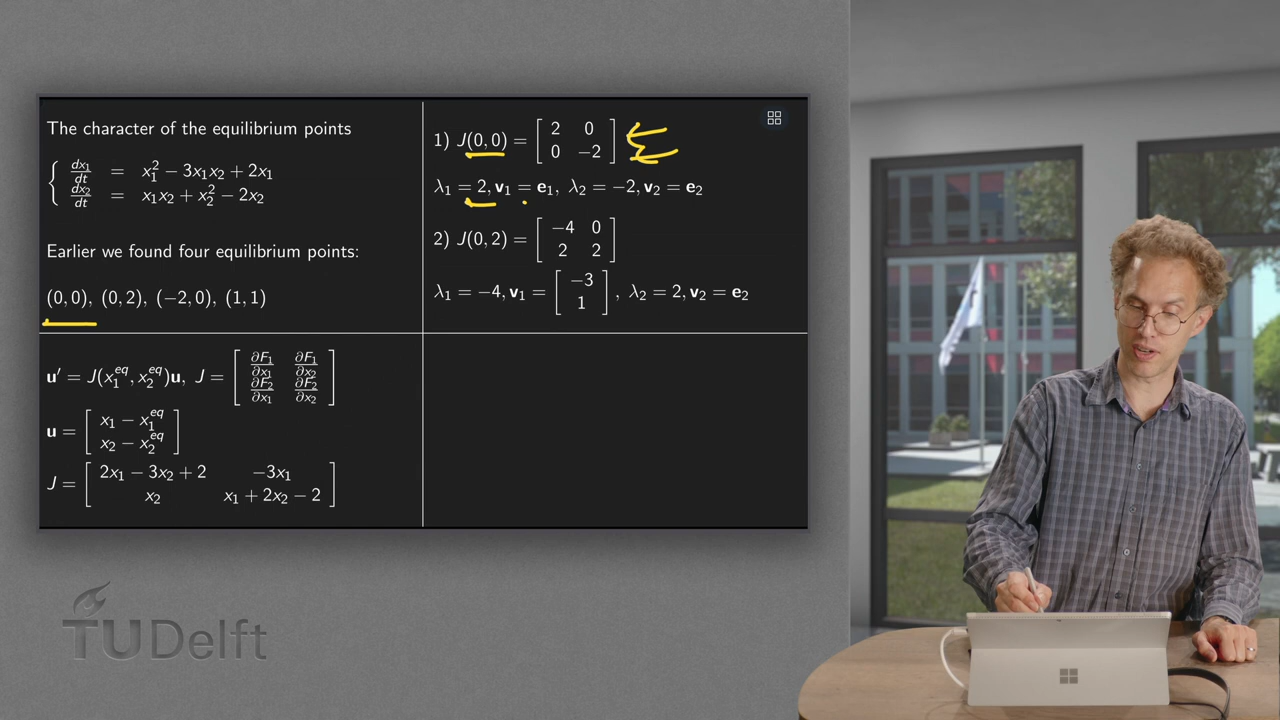 The character of the equilibrium points
{ dx₁/dt = x₁² − 3x₁x₂ + 2x₁
dx₂/dt = x₁x₂ + x₂² − 2x₂
Earlier we found four equilibrium points:
(0, 0), (0, 2), (−2, 0), (1, 1)
u′ = J(x₁^eq, x₂^eq)u, J = [ ∂F₁/∂x₁ ∂F₁/∂x₂
∂F₂/∂x₁ ∂F₂/∂x₂ ]
u = [ x₁ − x₁^eq
x₂ − x₂^eq ]
J = [ 2x₁ − 3x₂ + 2 −3x₁
x₂ x₁ + 2x₂ − 2 ]
1) J(0, 0) = [ 2 0
0 −2 ]
λ₁ = 2, v₁ = e₁, λ₂ = −2, v₂ = e₂
2) J(0, 2) = [ −4 0
2 2 ]
λ₁ = −4, v₁ = [ −3
1 ], λ₂ = 2, v₂ = e₂
TUDelft